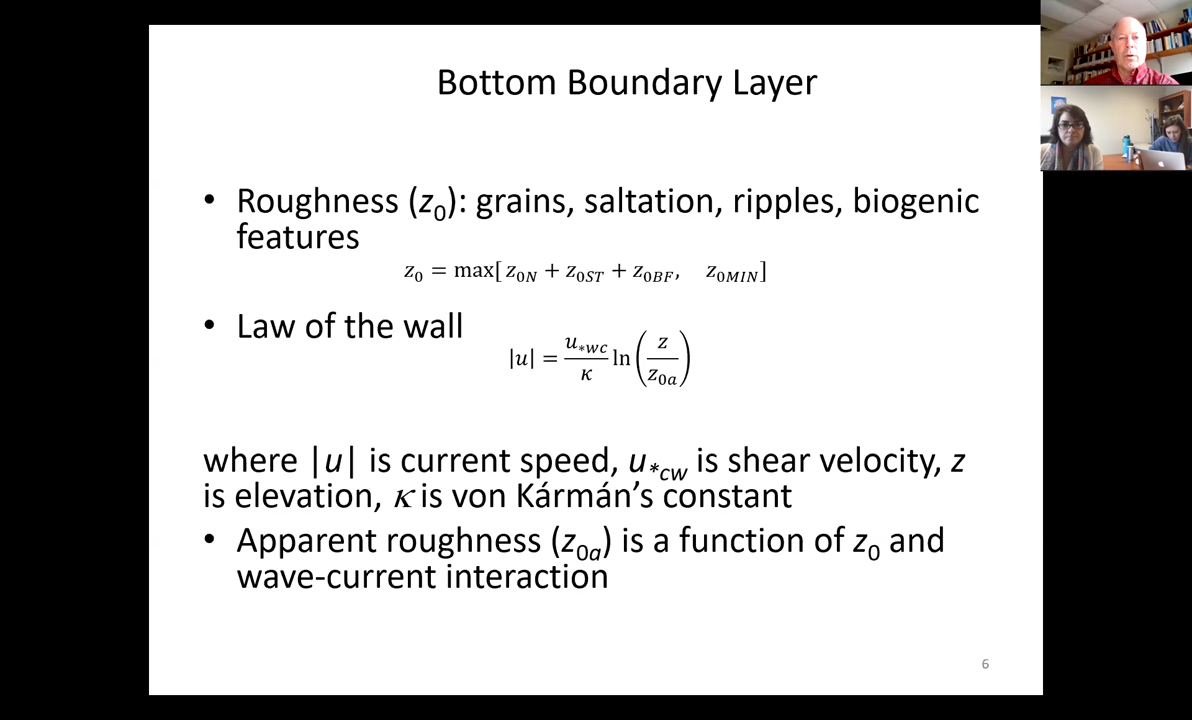 Bottom Boundary Layer
• Roughness (z₀): grains, saltation, ripples, biogenic
features
z₀ = max[ z₀N + z₀ST + z₀BF, z₀MIN]
• Law of the wall
|u| = u*wc/κ ln(z/z₀a)
where |u| is current speed, u*cw is shear velocity, z
is elevation, κ is von Kármán’s constant
• Apparent roughness (z₀a) is a function of z₀ and
wave-current interaction
6